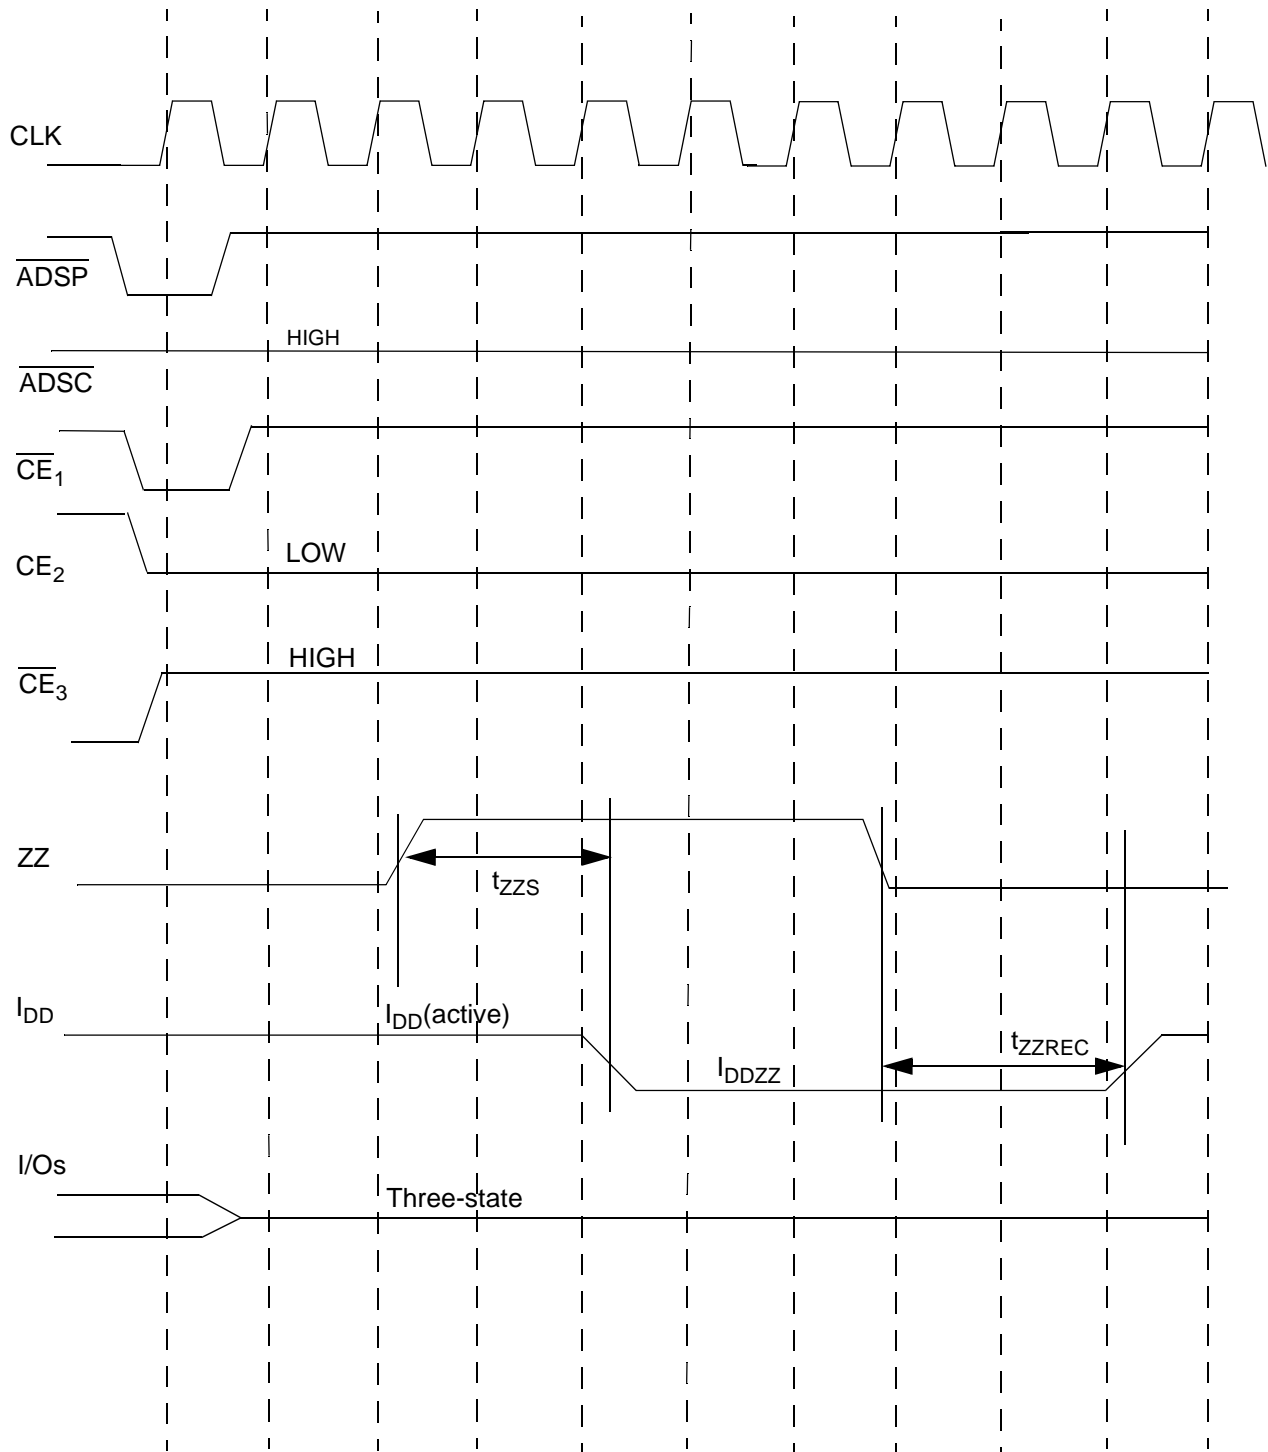 CLK
ADSP
HIGH
ADSC
CE1
LOW
CE2
HIGH
CE3
ZZ
tZZS
IDD
IDD(active)
tZZREC
IDDZZ
I/Os
Three-state